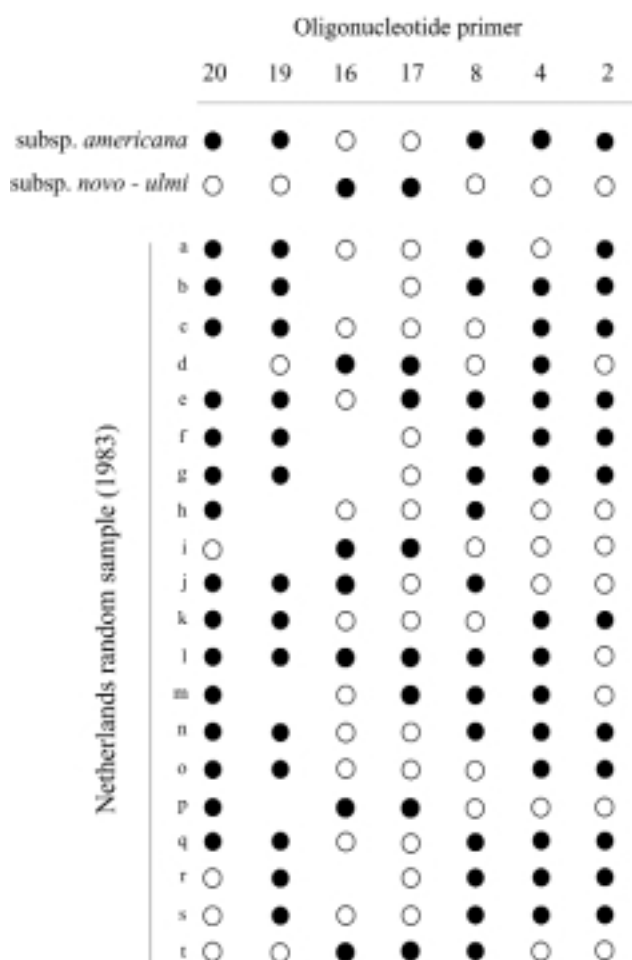 Oligonucleotide primer
20 19 16 17 8 4 2
subsp. americana
subsp. novo - ulmi
Netherlands random sample (1983)
a
b
c
d
e
f
g
h
i
j
k
l
m
n
o
p
q
r
s
t